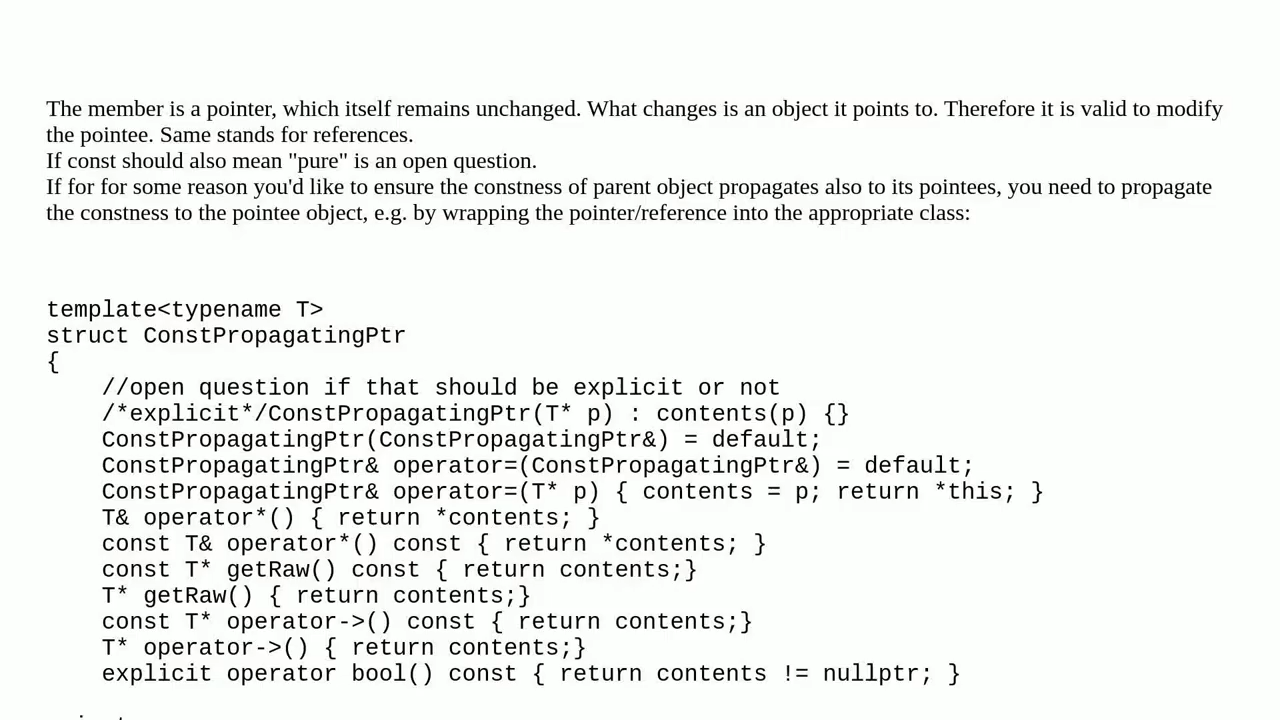 The member is a pointer, which itself remains unchanged. What changes is an object it points to. Therefore it is valid to modify
the pointee. Same stands for references.
If const should also mean "pure" is an open question.
If for for some reason you'd like to ensure the constness of parent object propagates also to its pointees, you need to propagate
the constness to the pointee object, e.g. by wrapping the pointer/reference into the appropriate class:
template<typename T>
struct ConstPropagatingPtr
{
    //open question if that should be explicit or not
    /*explicit*/ConstPropagatingPtr(T* p) : contents(p) {}
    ConstPropagatingPtr(ConstPropagatingPtr&) = default;
    ConstPropagatingPtr& operator=(ConstPropagatingPtr&) = default;
    ConstPropagatingPtr& operator=(T* p) { contents = p; return *this; }
    T& operator*() { return *contents; }
    const T& operator*() const { return *contents; }
    const T* getRaw() const { return contents;}
    T* getRaw() { return contents;}
    const T* operator->() const { return contents;}
    T* operator->() { return contents;}
    explicit operator bool() const { return contents != nullptr; }